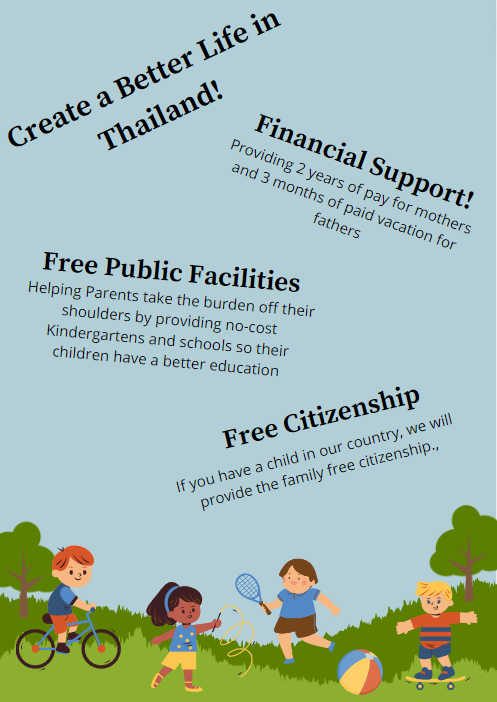 Create a Better Life in
Thailand!
Financial Support!
Providing 2 years of pay for mothers
and 3 months of paid vacation for
fathers
Free Public Facilities
Helping Parents take the burden off their
shoulders by providing no-cost
Kindergartens and schools so their
children have a better education
Free Citizenship
If you have a child in our country, we will
provide the family free citizenship.,